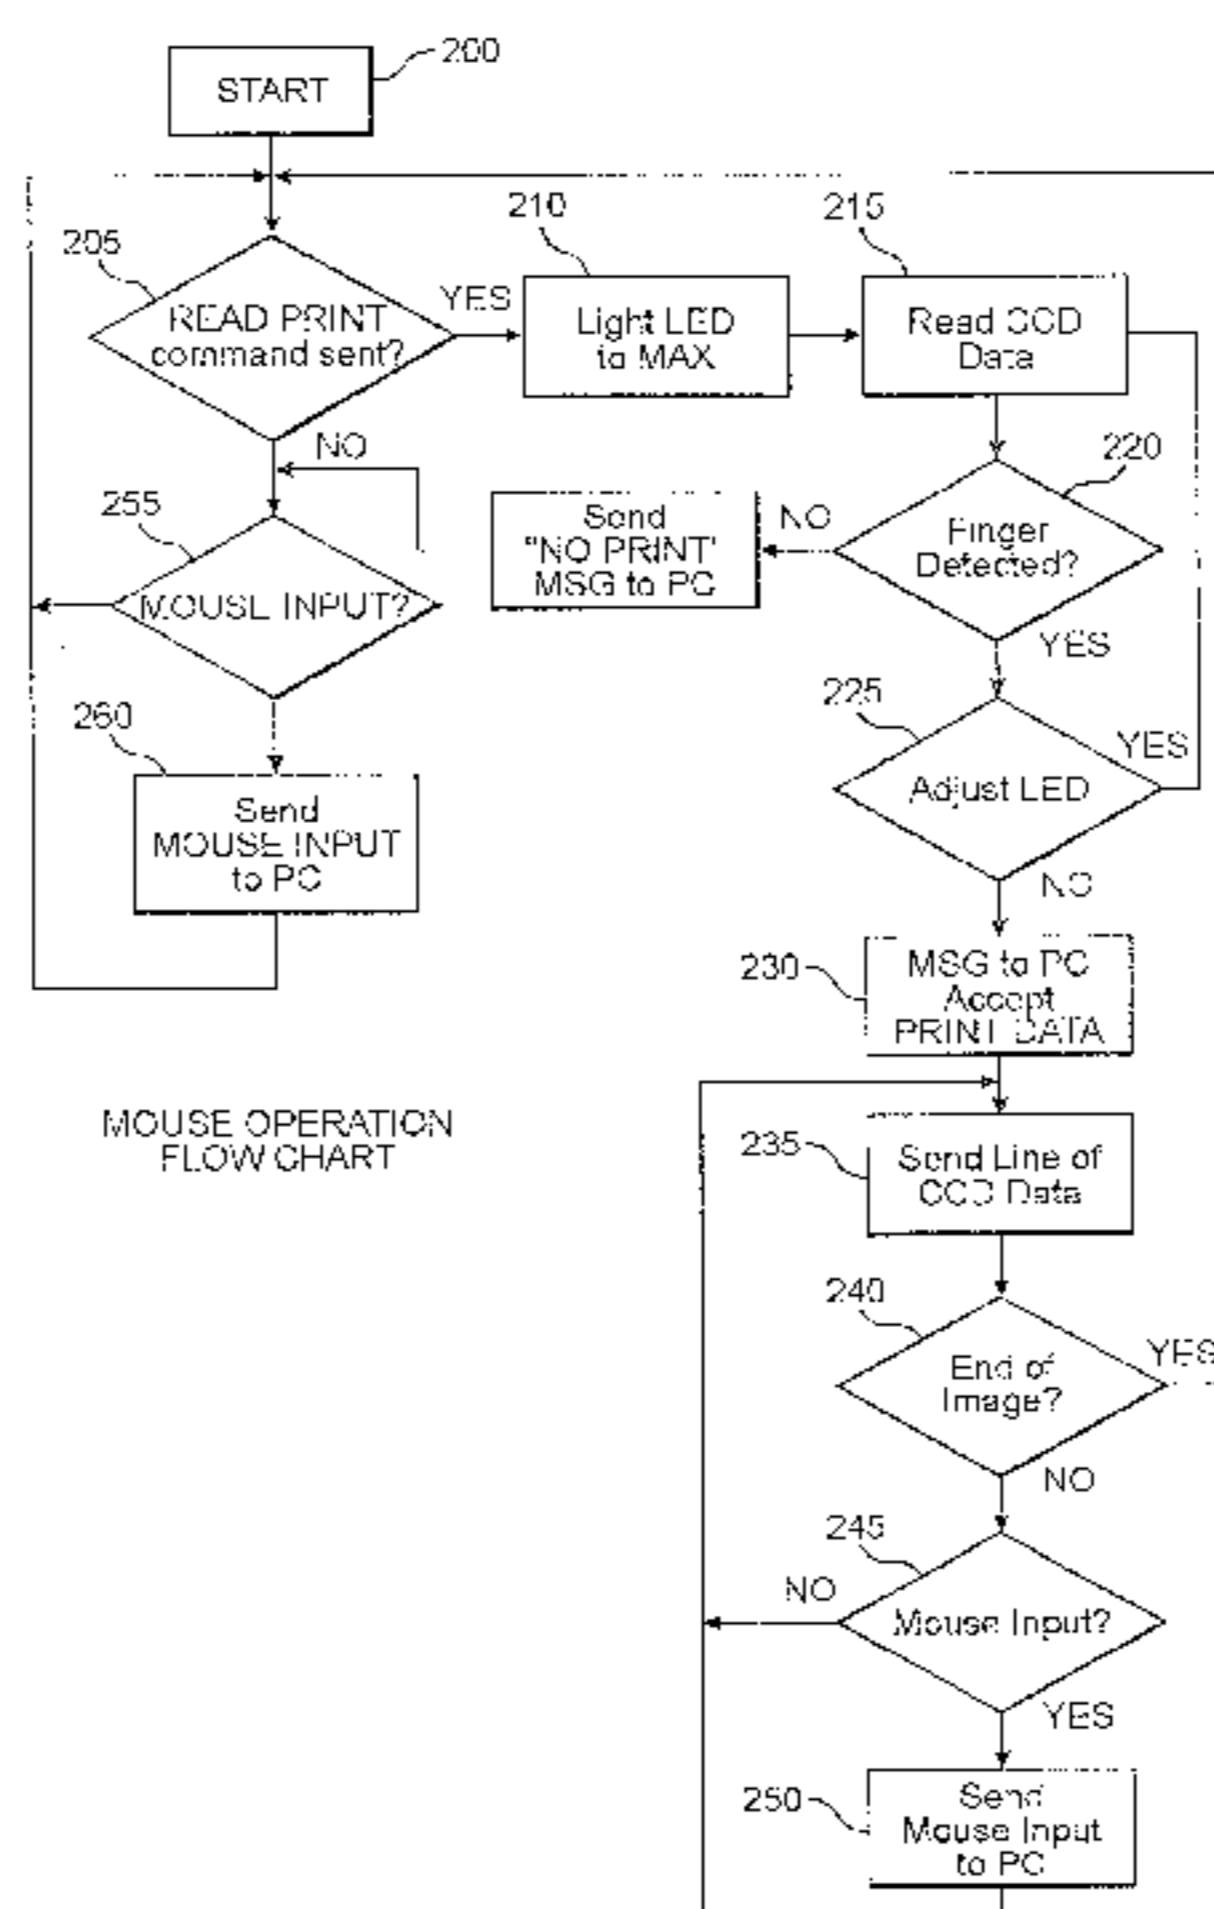 200
START
210
215
205
YES
READ PRINT
command sent?
Light LED
to MAX
Read CCD
Data
NO
220
255
Send
"NO PRINT"
MSG to PC
NO
Finger
Detected?
MOUSE INPUT?
YES
225
260
YES
Adjust LED
Send
MOUSE INPUT
to PC
NO
230
MSG to PC
Accept
PRINT DATA
MOUSE OPERATION
FLOW CHART
235
Send Line of
CCD Data
240
YES
End of
Image?
NO
245
NO
Mouse Input?
YES
250
Send
Mouse Input
to PC